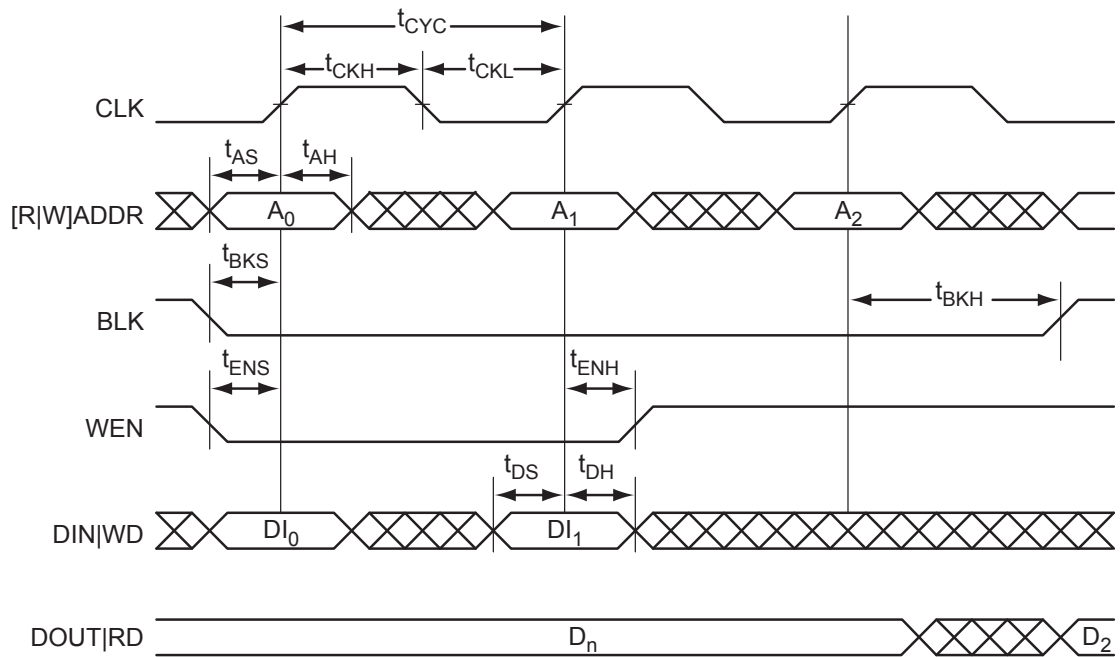 tCYC
tCKH tCKL
CLK
tAS tAH
[R|W]ADDR A0 A1 A2
tBKS
tBKH
BLK
tENS tENH
WEN
tDS tDH
DIN|WD DI0 DI1
DOUT|RD Dn D2